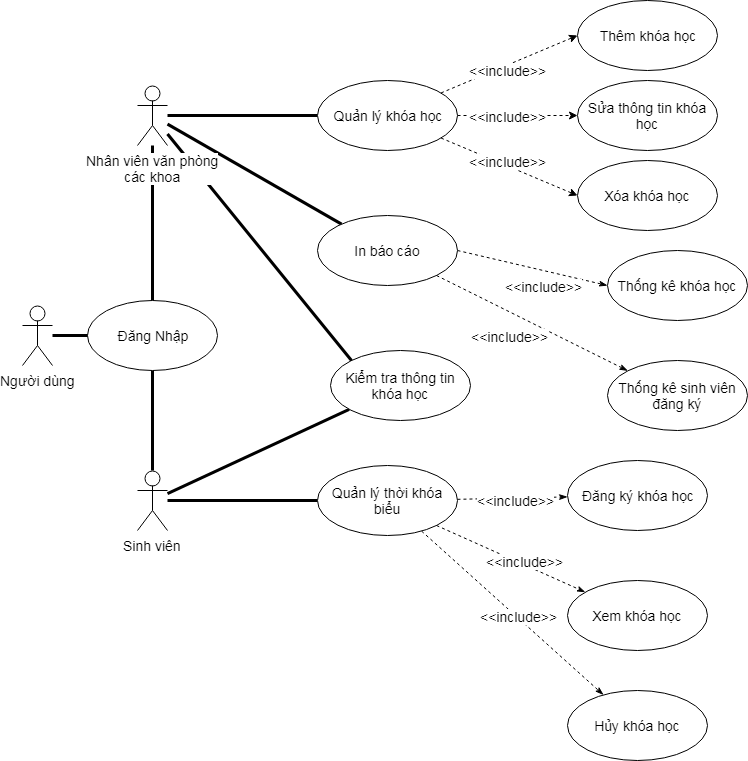 Thêm khóa học
<<include>>
Quản lý khóa học
<<include>>
Sửa thông tin khóa
học
<<include>>
Xóa khóa học
Nhân viên văn phòng
các khoa
In báo cáo
<<include>>
Thống kê khóa học
<<include>>
Đăng Nhập
Người dùng
Kiểm tra thông tin
khóa học
Thống kê sinh viên
đăng ký
Sinh viên
Quản lý thời khóa
biểu
<<include>>
Đăng ký khóa học
<<include>>
Xem khóa học
<<include>>
Hủy khóa học